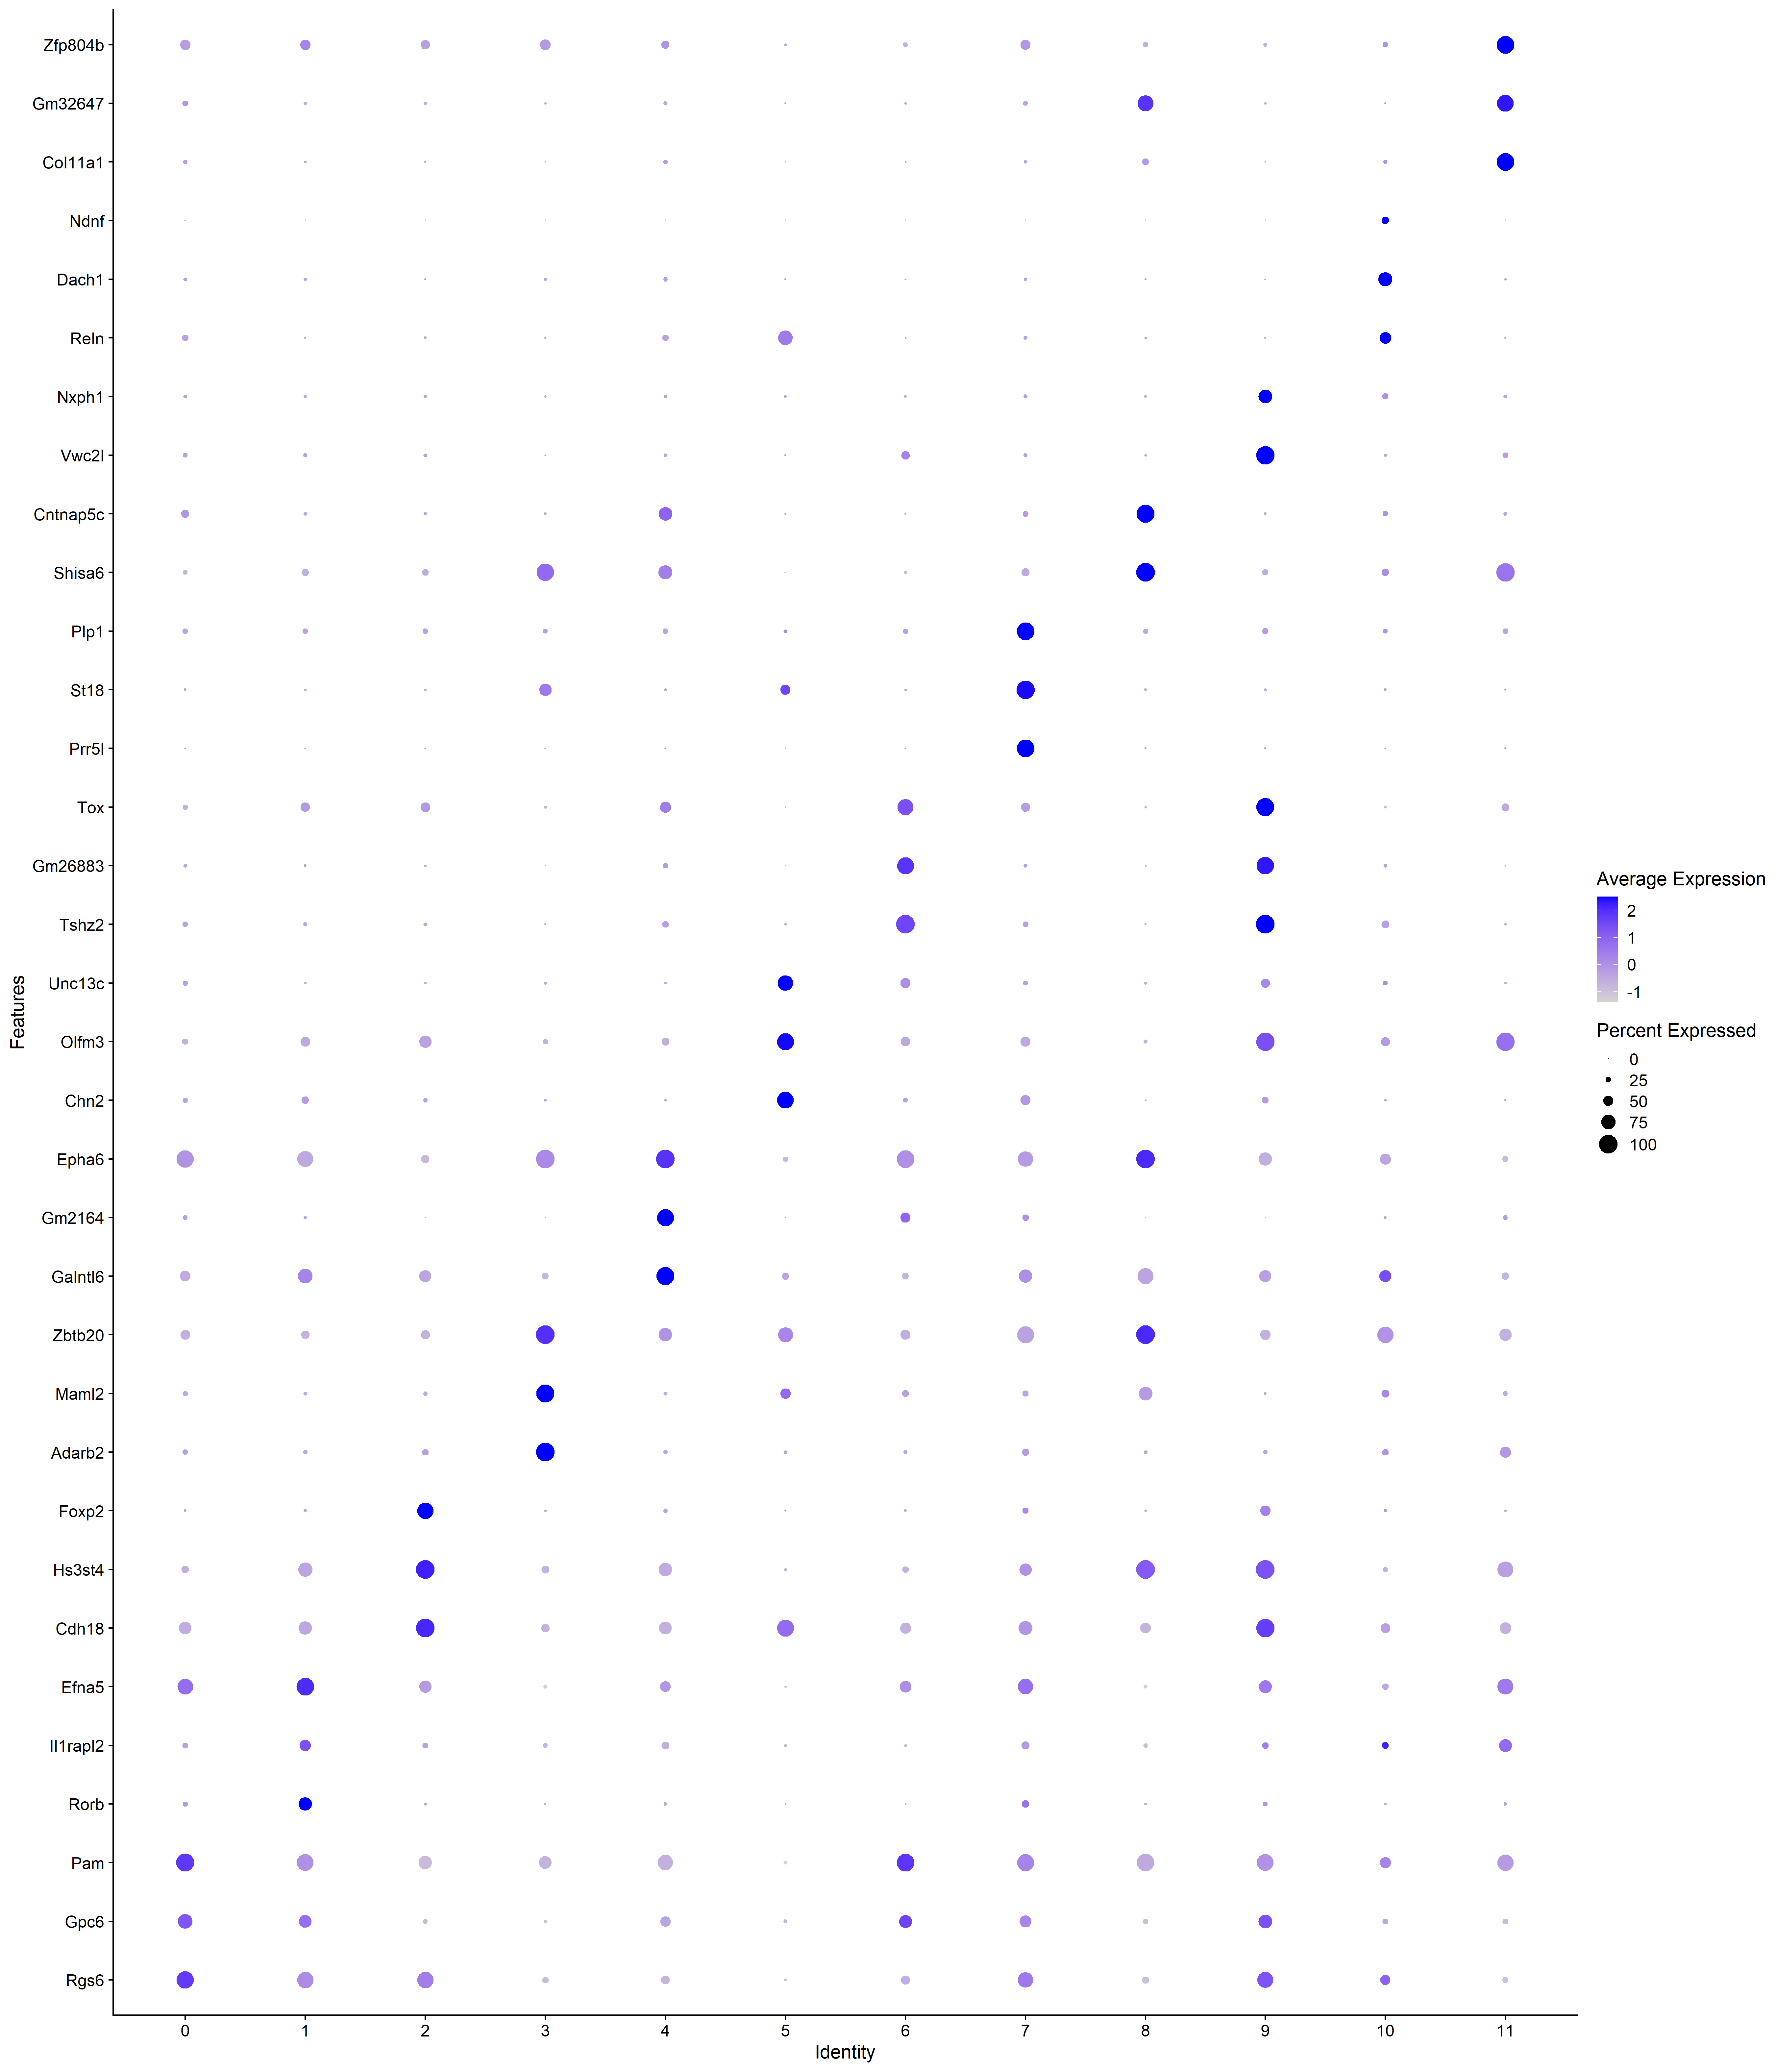 Zfp804b
Gm32647
Col11a1
Ndnf
Dach1
Reln
Nxph1
Vwc2l
Cntnap5c
Shisa6
Plp1
St18
Prr5l
Tox
Gm26883
Tshz2
Unc13c
Olfm3
Chn2
Epha6
Gm2164
Galntl6
Zbtb20
Maml2
Adarb2
Foxp2
Hs3st4
Cdh18
Efna5
Il1rapl2
Rorb
Pam
Gpc6
Rgs6
Features
0 1 2 3 4 5 6 7 8 9 10 11
Identity
Average Expression
2
1
0
-1
Percent Expressed
0
25
50
75
100